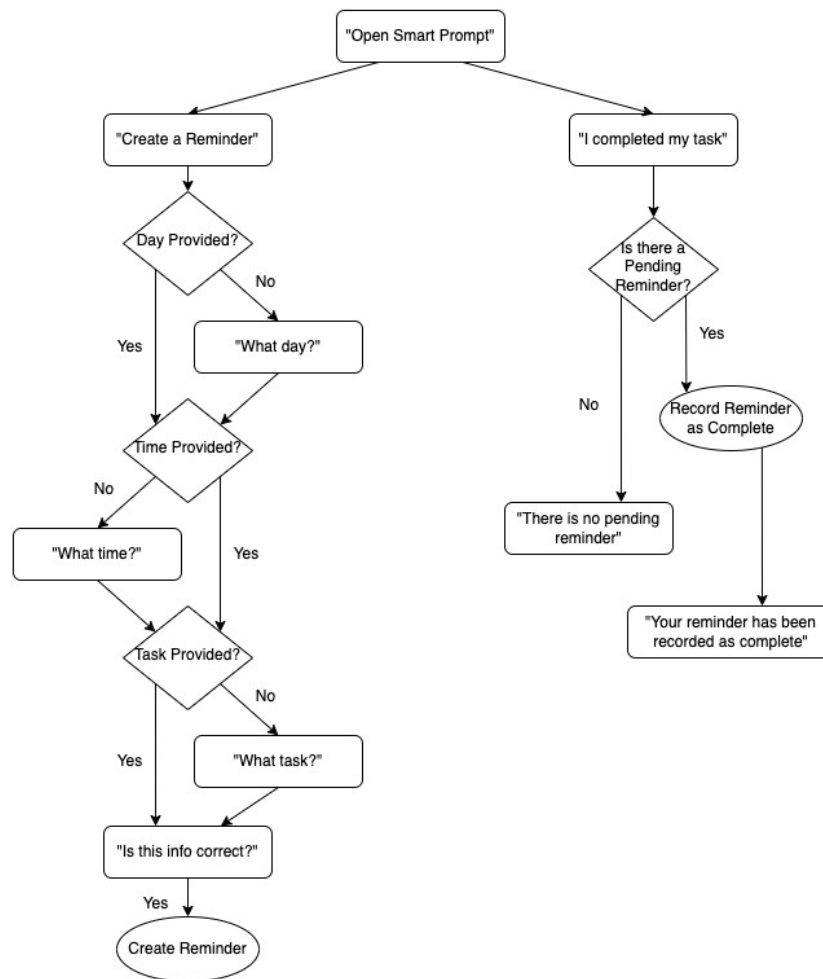 "Open Smart Prompt"
"Create a Reminder"
"I completed my task"
Day Provided?
Is there a
Pending
Reminder?
No
Yes
"What day?"
Yes
No
Record Reminder
as Complete
Time Provided?
No
"What time?"
Yes
"There is no pending
reminder"
"Your reminder has been
recorded as complete"
Task Provided?
No
Yes
"What task?"
"Is this info correct?"
Yes
Create Reminder